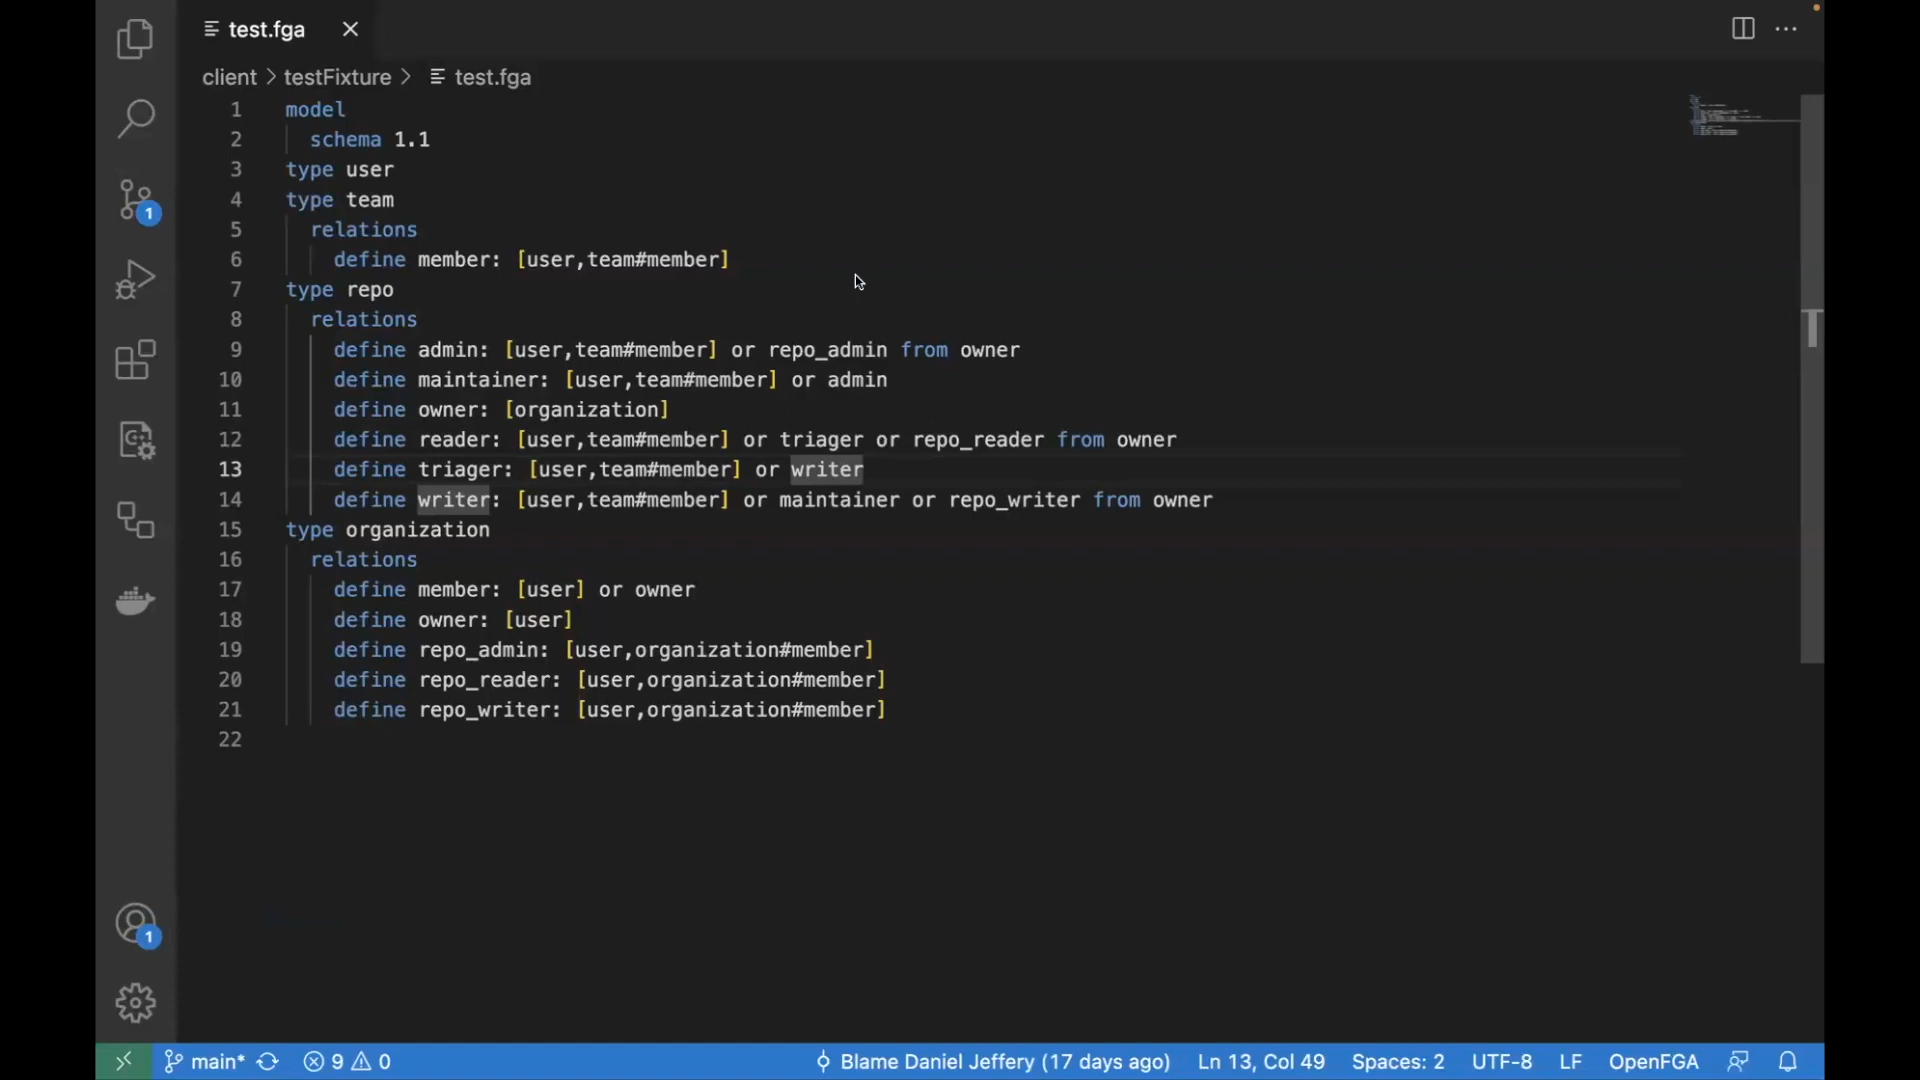 test.fga
client > testFixture > test.fga
1 model
2 schema 1.1
3 type user
4 type team
5 relations
6 define member: [user,team#member]
7 type repo
8 relations
9 define admin: [user,team#member] or repo_admin from owner
10 define maintainer: [user,team#member] or admin
11 define owner: [organization]
12 define reader: [user,team#member] or triager or repo_reader from owner
13 define triager: [user,team#member] or writer
14 define writer: [user,team#member] or maintainer or repo_writer from owner
15 type organization
16 relations
17 define member: [user] or owner
18 define owner: [user]
19 define repo_admin: [user,organization#member]
20 define repo_reader: [user,organization#member]
21 define repo_writer: [user,organization#member]
22
1
1
main* 9 0 Blame Daniel Jeffery (17 days ago) Ln 13, Col 49 Spaces: 2 UTF-8 LF OpenFGA